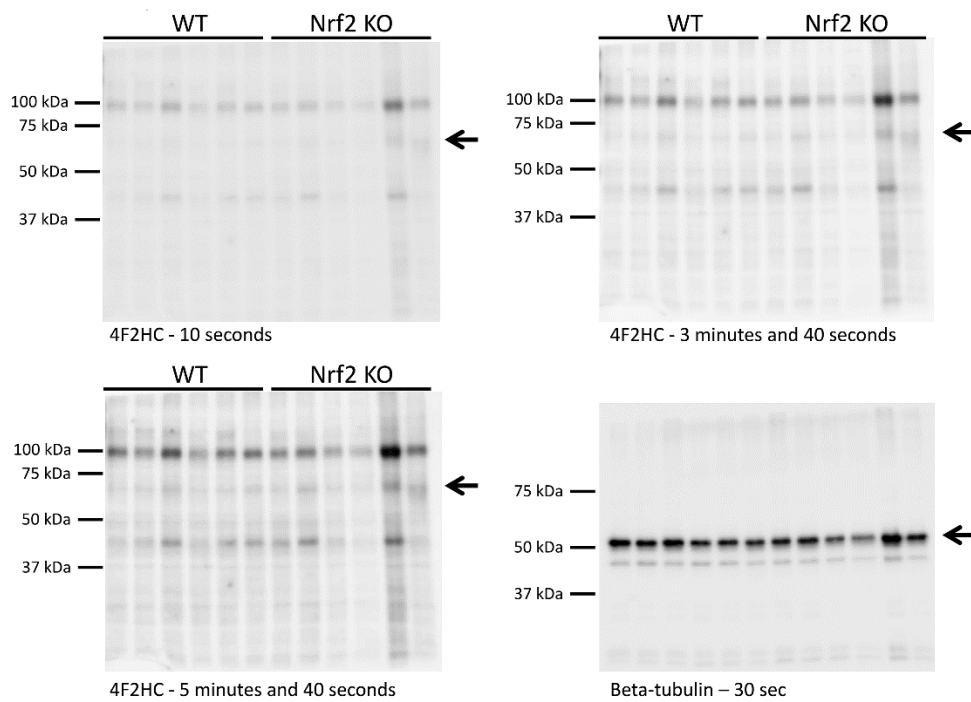 WT Nrf2 KO
100 kDa
75 kDa
50 kDa
37 kDa
4F2HC - 10 seconds
WT Nrf2 KO
100 kDa
75 kDa
50 kDa
37 kDa
4F2HC - 3 minutes and 40 seconds
WT Nrf2 KO
100 kDa
75 kDa
50 kDa
37 kDa
4F2HC - 5 minutes and 40 seconds
75 kDa
50 kDa
37 kDa
Beta-tubulin – 30 sec